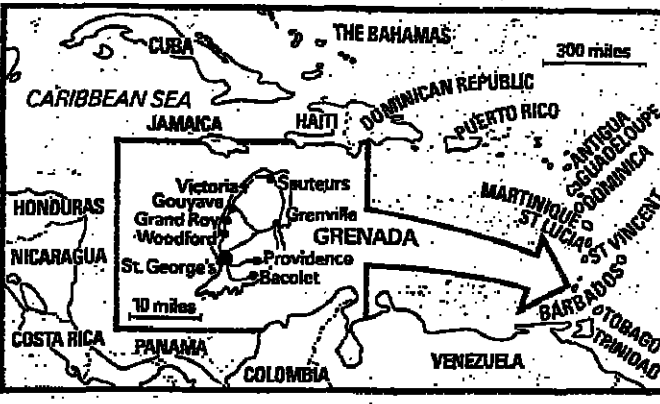 THE BAHAMAS
CUBA
300 miles
CARIBBEAN SEA
DOMINICAN REPUBLIC
JAMAICA
HAITI
PUERTO RICO
ANTIGUA
GUADELOUPE
DOMINICA
MARTINIQUE
ST LUCIA
ST VINCENT
BARBADOS
TOBAGO
TRINIDAD
HONDURAS
NICARAGUA
COSTA RICA
PANAMA
COLOMBIA
VENEZUELA
Victoria
Sauteurs
Gouyave
Grand Roy
Grenville
Woodford
GRENADA
St. George's
Providence
Bacolet
10 miles